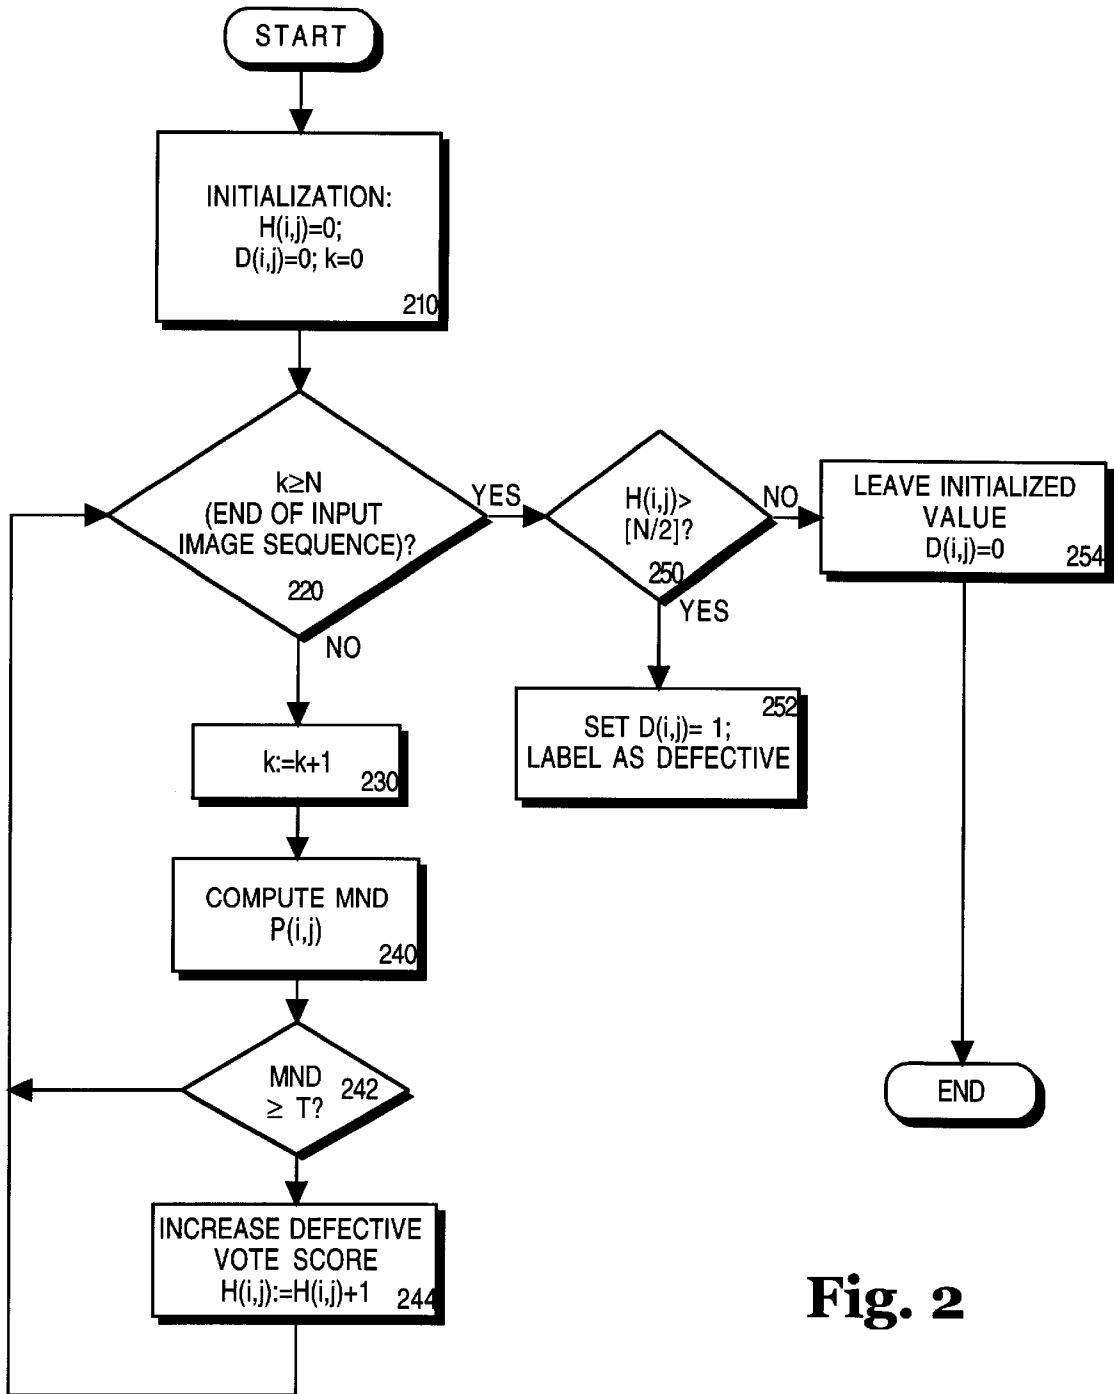 START
INITIALIZATION:
H(i,j)=0;
D(i,j)=0; k=0
210
k≥N
(END OF INPUT
IMAGE SEQUENCE)?
220
YES
NO
H(i,j)>
[N/2]?
250
NO
YES
LEAVE INITIALIZED
VALUE
D(i,j)=0
254
252
SET D(i,j)= 1;
LABEL AS DEFECTIVE
k:=k+1
230
COMPUTE MND
P(i,j)
240
MND
≥ T?
242
END
INCREASE DEFECTIVE
VOTE SCORE
H(i,j):=H(i,j)+1
244
Fig. 2